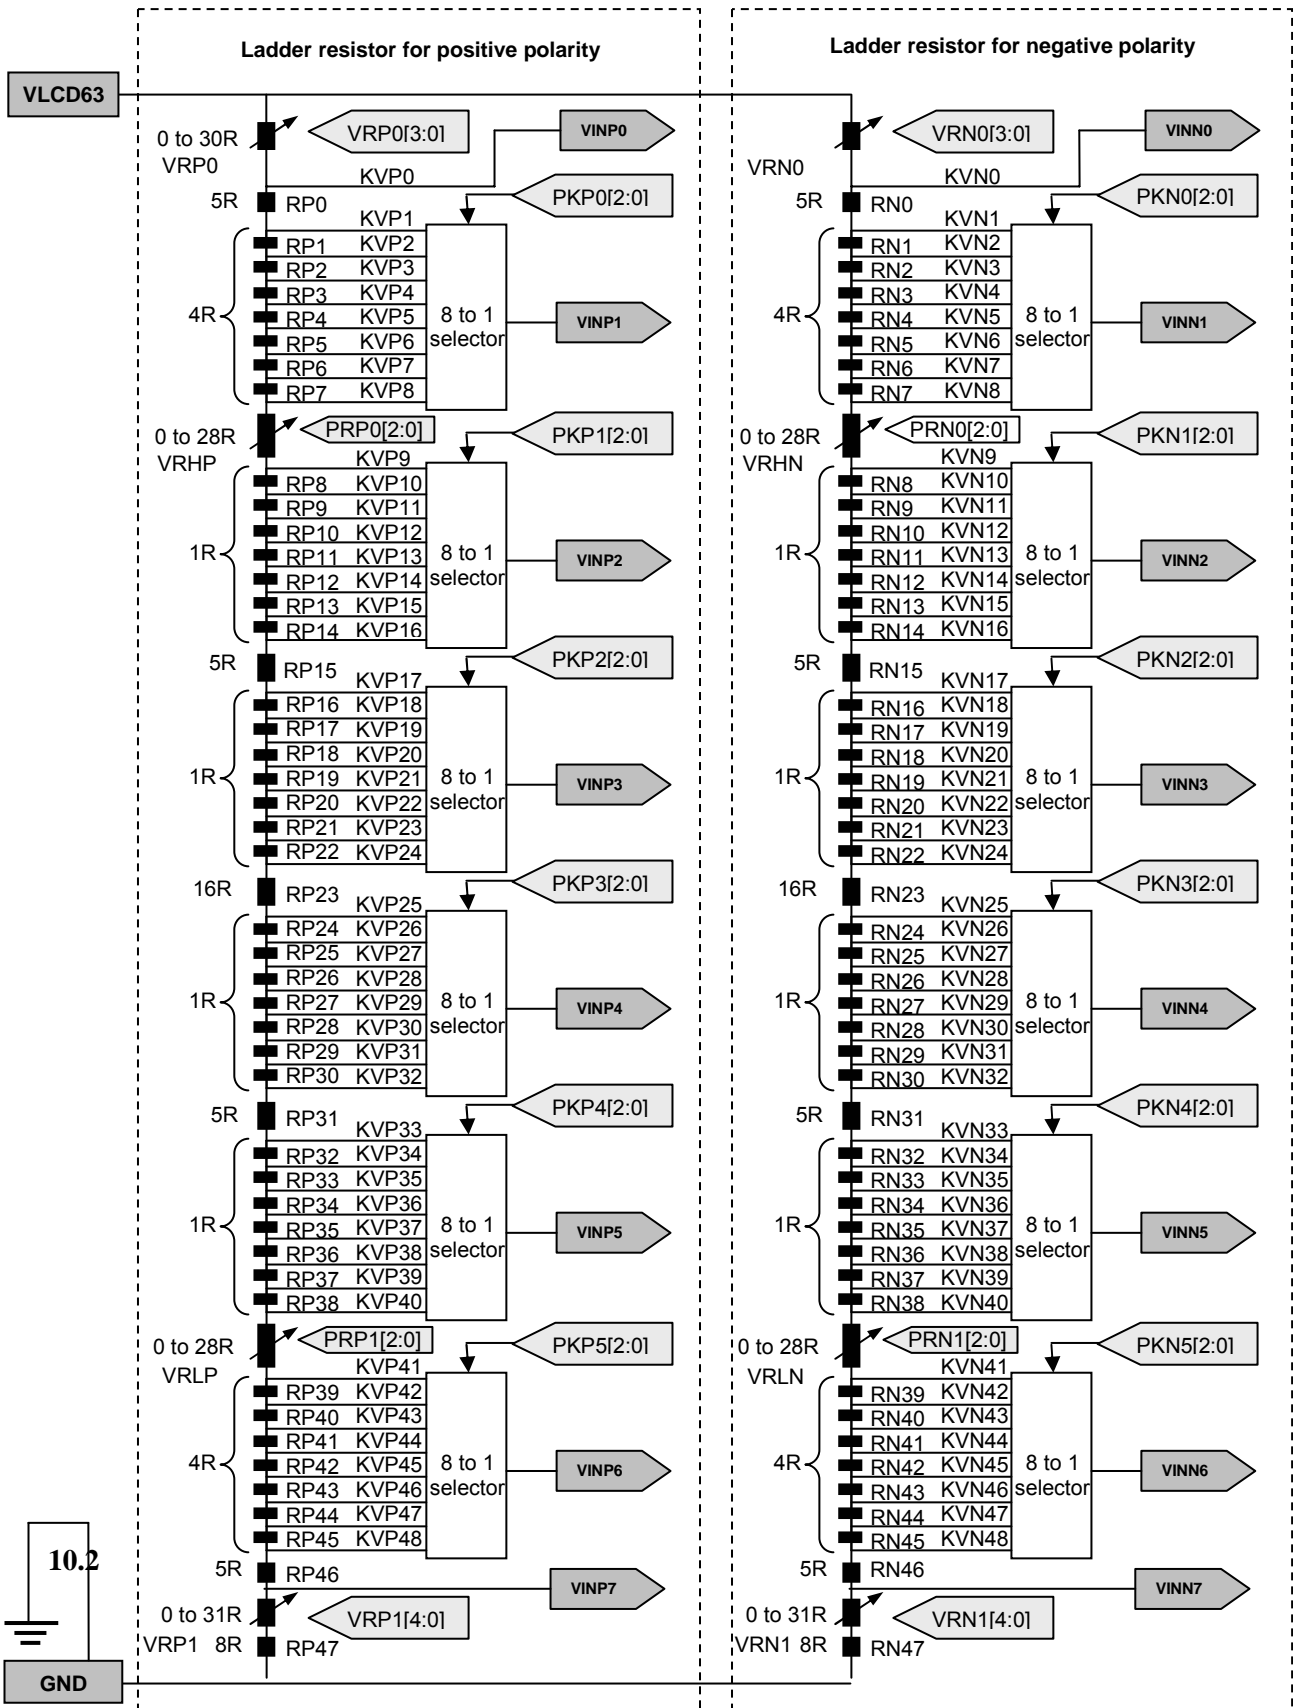 Ladder resistor for positive polarity
Ladder resistor for negative polarity
VLCD63
0 to 30R
VRP0
VRP0[3:0]
VINP0
KVP0
5R
RP0
PKP0[2:0]
KVP1
RP1 KVP2
RP2 KVP3
RP3 KVP4
4R
RP4 KVP5
RP5 KVP6
RP6 KVP7
RP7 KVP8
8 to 1
selector
VINP1
0 to 28R
VRHP
PRP0[2:0]
PKP1[2:0]
KVP9
RP8 KVP10
RP9 KVP11
RP10 KVP12
1R
RP11 KVP13
RP12 KVP14
RP13 KVP15
RP14 KVP16
8 to 1
selector
VINP2
5R
RP15
PKP2[2:0]
KVP17
RP16 KVP18
RP17 KVP19
RP18 KVP20
1R
RP19 KVP21
RP20 KVP22
RP21 KVP23
RP22 KVP24
8 to 1
selector
VINP3
16R
RP23
PKP3[2:0]
KVP25
RP24 KVP26
RP25 KVP27
RP26 KVP28
1R
RP27 KVP29
RP28 KVP30
RP29 KVP31
RP30 KVP32
8 to 1
selector
VINP4
5R
RP31
PKP4[2:0]
KVP33
RP32 KVP34
RP33 KVP35
RP34 KVP36
1R
RP35 KVP37
RP36 KVP38
RP37 KVP39
RP38 KVP40
8 to 1
selector
VINP5
0 to 28R
VRLP
PRP1[2:0]
PKP5[2:0]
KVP41
RP39 KVP42
RP40 KVP43
RP41 KVP44
4R
RP42 KVP45
RP43 KVP46
RP44 KVP47
RP45 KVP48
8 to 1
selector
VINP6
5R
RP46
VINP7
0 to 31R
VRP1
VRP1[4:0]
8R
RP47
VRN0
VRN0[3:0]
VINN0
KVN0
5R
RN0
PKN0[2:0]
KVN1
RN1 KVN2
RN2 KVN3
RN3 KVN4
4R
RN4 KVN5
RN5 KVN6
RN6 KVN7
RN7 KVN8
8 to 1
selector
VINN1
0 to 28R
VRHN
PRN0[2:0]
PKN1[2:0]
KVN9
RN8 KVN10
RN9 KVN11
RN10 KVN12
1R
RN11 KVN13
RN12 KVN14
RN13 KVN15
RN14 KVN16
8 to 1
selector
VINN2
5R
RN15
PKN2[2:0]
KVN17
RN16 KVN18
RN17 KVN19
RN18 KVN20
1R
RN19 KVN21
RN20 KVN22
RN21 KVN23
RN22 KVN24
8 to 1
selector
VINN3
16R
RN23
PKN3[2:0]
KVN25
RN24 KVN26
RN25 KVN27
RN26 KVN28
1R
RN27 KVN29
RN28 KVN30
RN29 KVN31
RN30 KVN32
8 to 1
selector
VINN4
5R
RN31
PKN4[2:0]
KVN33
RN32 KVN34
RN33 KVN35
RN34 KVN36
1R
RN35 KVN37
RN36 KVN38
RN37 KVN39
RN38 KVN40
8 to 1
selector
VINN5
0 to 28R
VRLN
PRN1[2:0]
PKN5[2:0]
KVN41
RN39 KVN42
RN40 KVN43
RN41 KVN44
4R
RN42 KVN45
RN43 KVN46
RN44 KVN47
RN45 KVN48
8 to 1
selector
VINN6
5R
RN46
VINN7
0 to 31R
VRN1
VRN1[4:0]
8R
RN47
10.2
GND